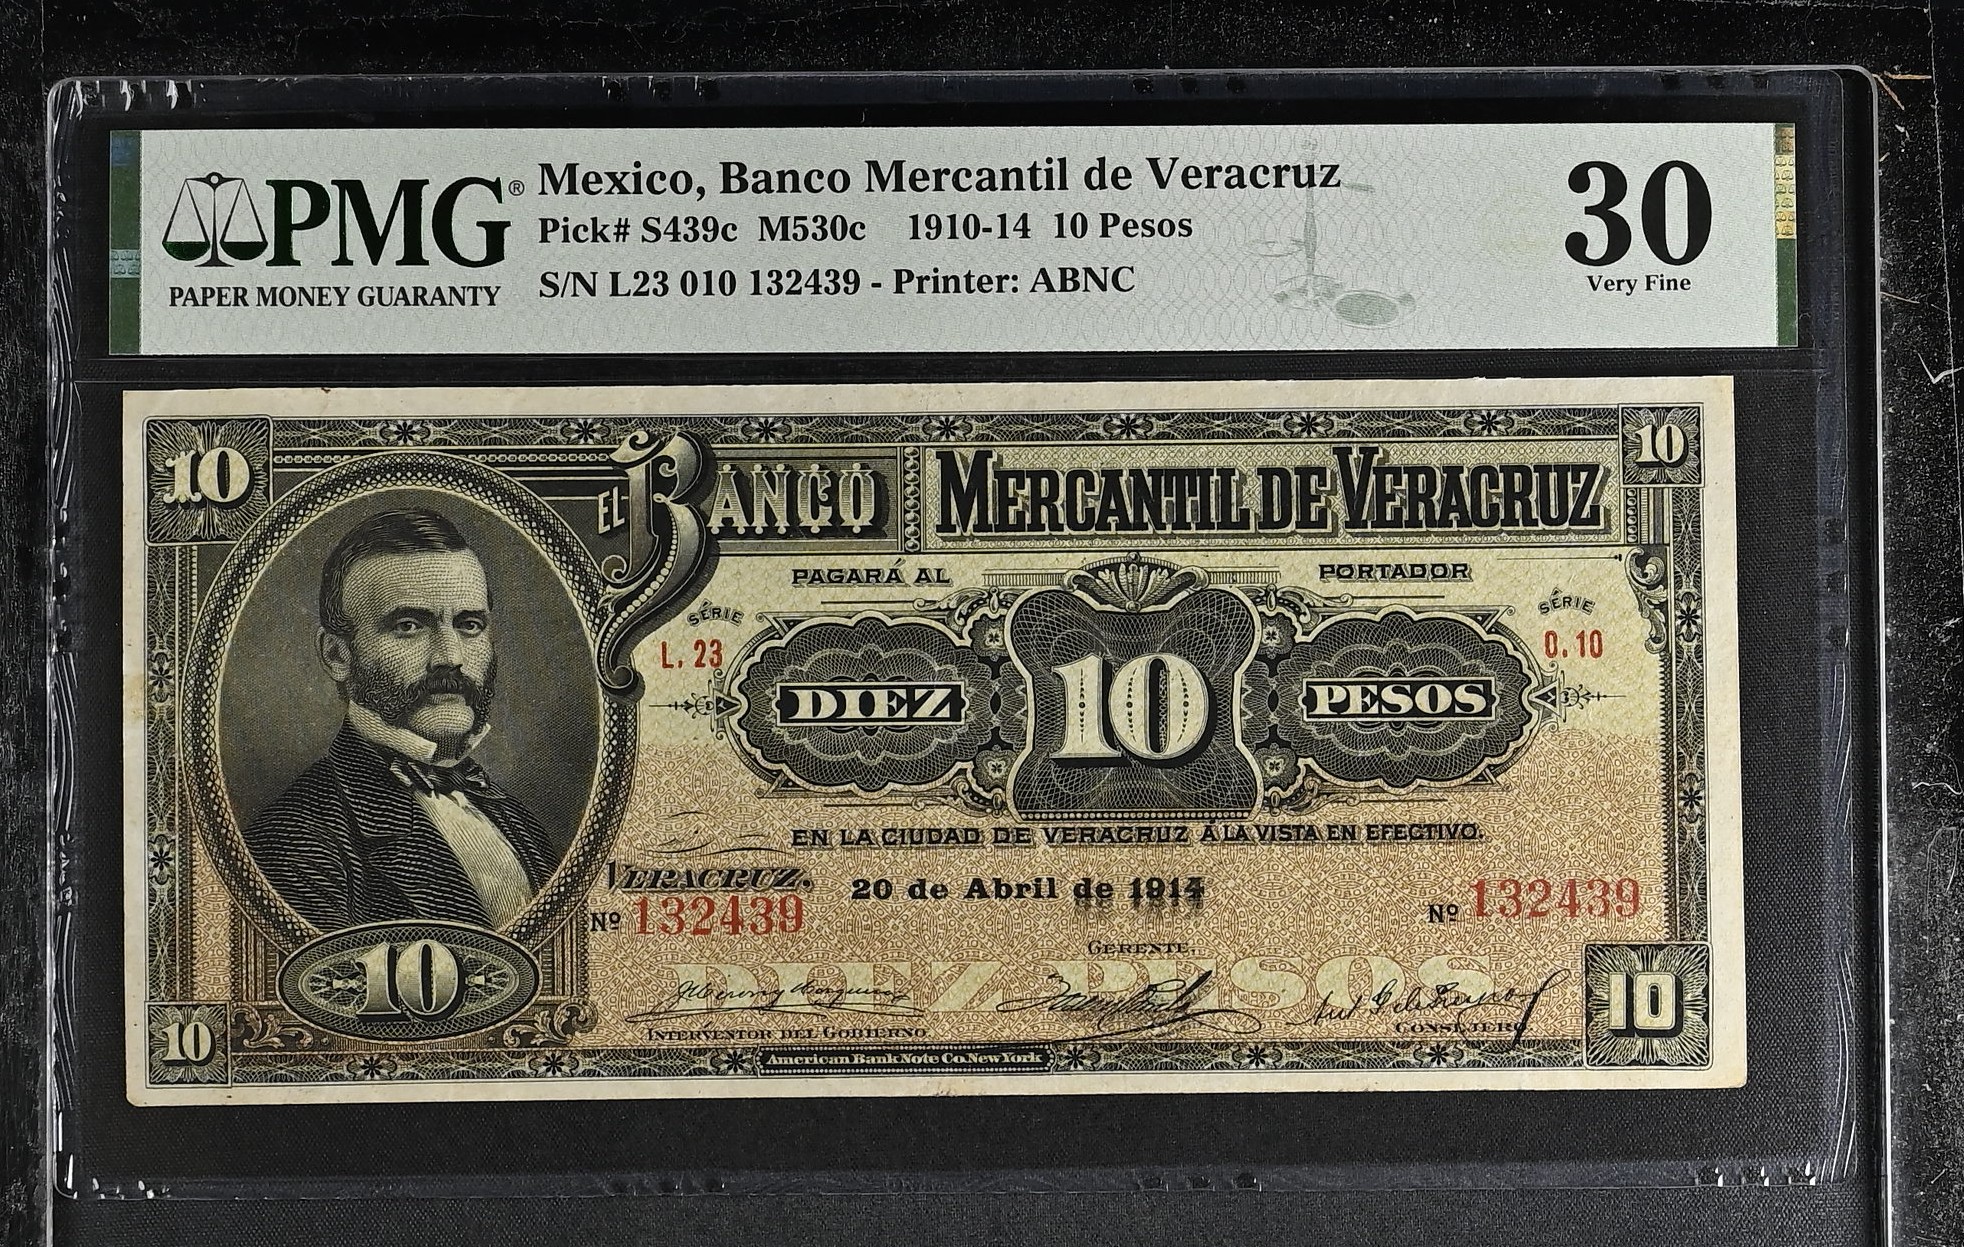 PMG®
PAPER MONEY GUARANTY
Mexico, Banco Mercantil de Veracruz
Pick# S439c M530c 1910-14 10 Pesos
S/N L23 010 132439 - Printer: ABNC
30
Very Fine
10
EL BANCO MERCANTIL DE VERACRUZ
10
PAGARÁ AL PORTADOR
SÉRIE
L. 23
SÉRIE
O. 10
DIEZ 10 PESOS
EN LA CIUDAD DE VERACRUZ Á LA VISTA EN EFECTIVO.
VERACRUZ. 20 de Abril de 1914
Nº 132439
Nº 132439
GERENTE.
DIEZ PESOS
INTERVENTOR DEL GOBIERNO
CONSEJERO.
10
10
10
American Bank Note Co. New York